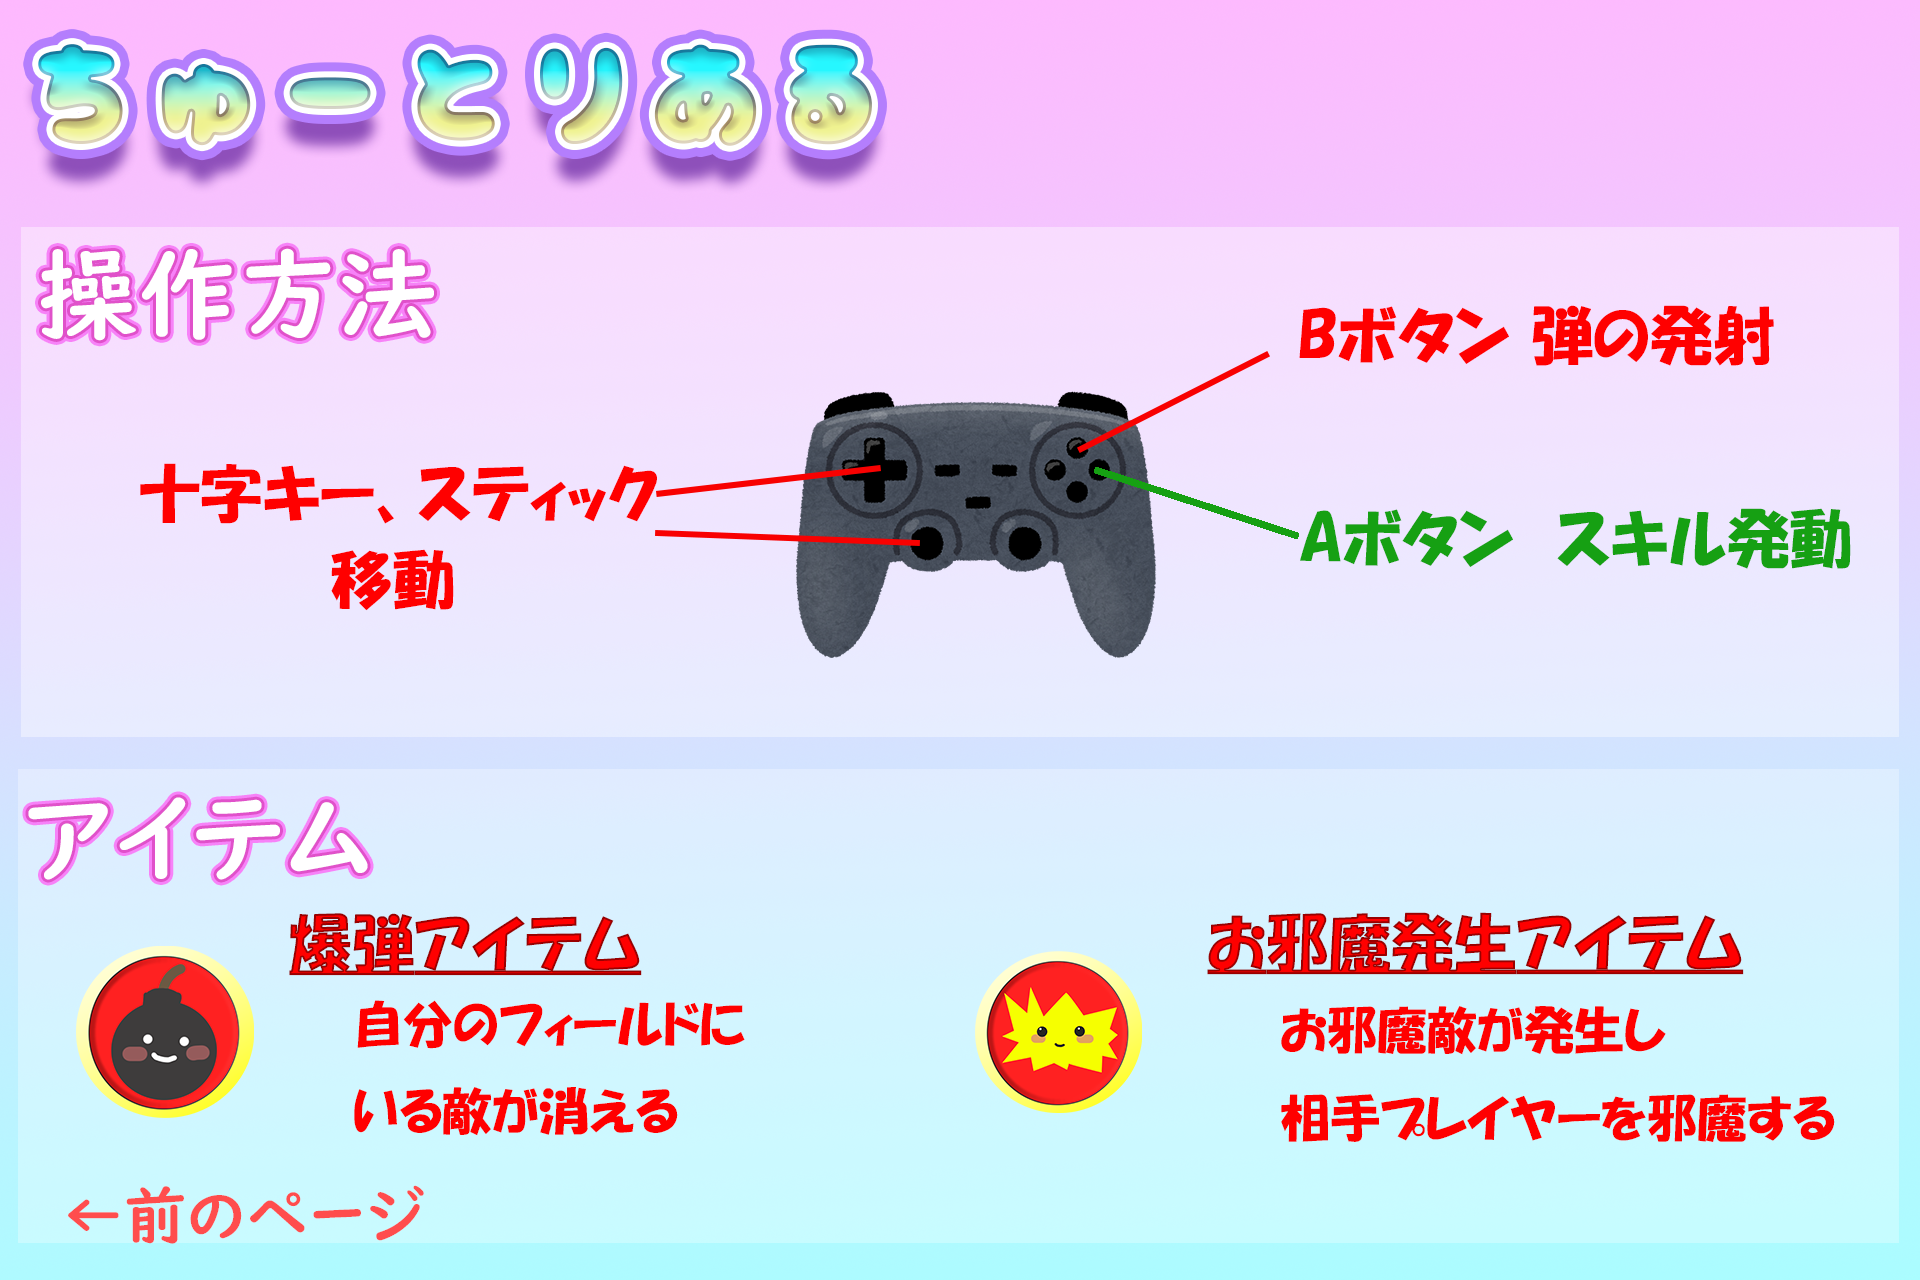 ちゅーとりある
操作方法
Bボタン 弾の発射
十字キー、スティック
移動
Aボタン　スキル発動
アイテム
爆弾アイテム
自分のフィールドに
いる敵が消える
お邪魔発生アイテム
お邪魔敵が発生し
相手プレイヤーを邪魔する
←前のページ